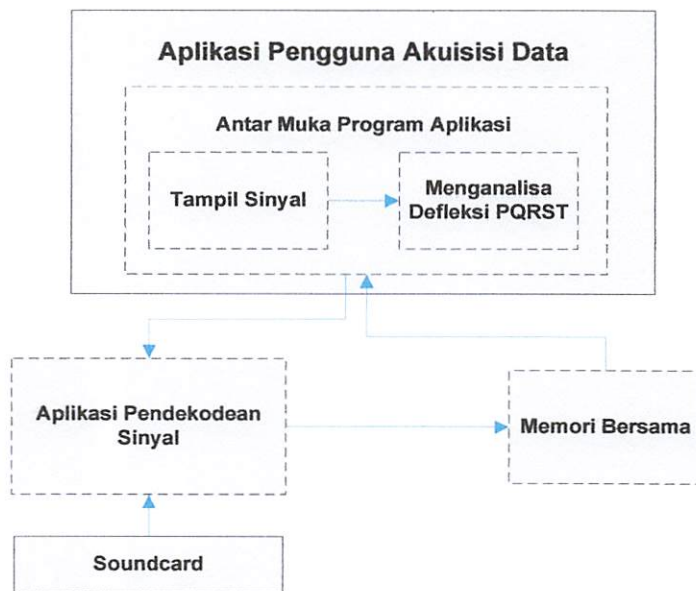 Aplikasi Pengguna Akuisisi Data
Antar Muka Program Aplikasi
Tampil Sinyal
Menganalisa
Defleksi PQRST
Aplikasi Pendekodean
Sinyal
Memori Bersama
Soundcard